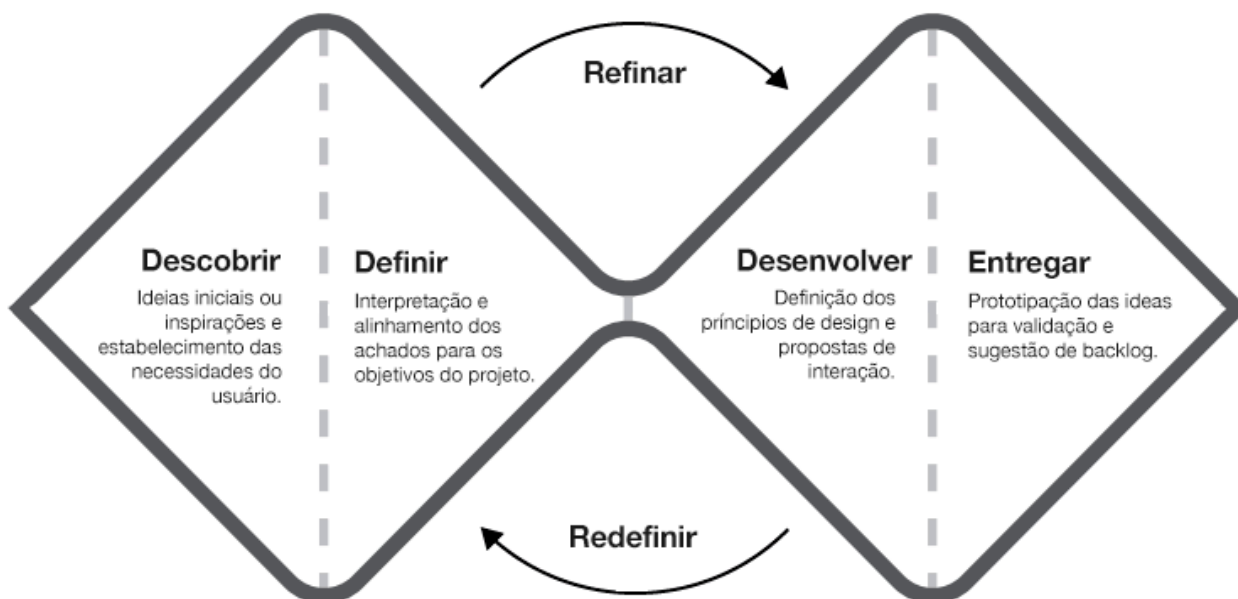 Refinar
Descobrir
Ideias iniciais ou
inspirações e
estabelecimento das
necessidades do
usuário.
Definir
Interpretação e
alinhamento dos
achados para os
objetivos do projeto.
Desenvolver
Definição dos
príncipios de design e
propostas de
interação.
Entregar
Prototipação das ideas
para validação e
sugestão de backlog.
Redefinir